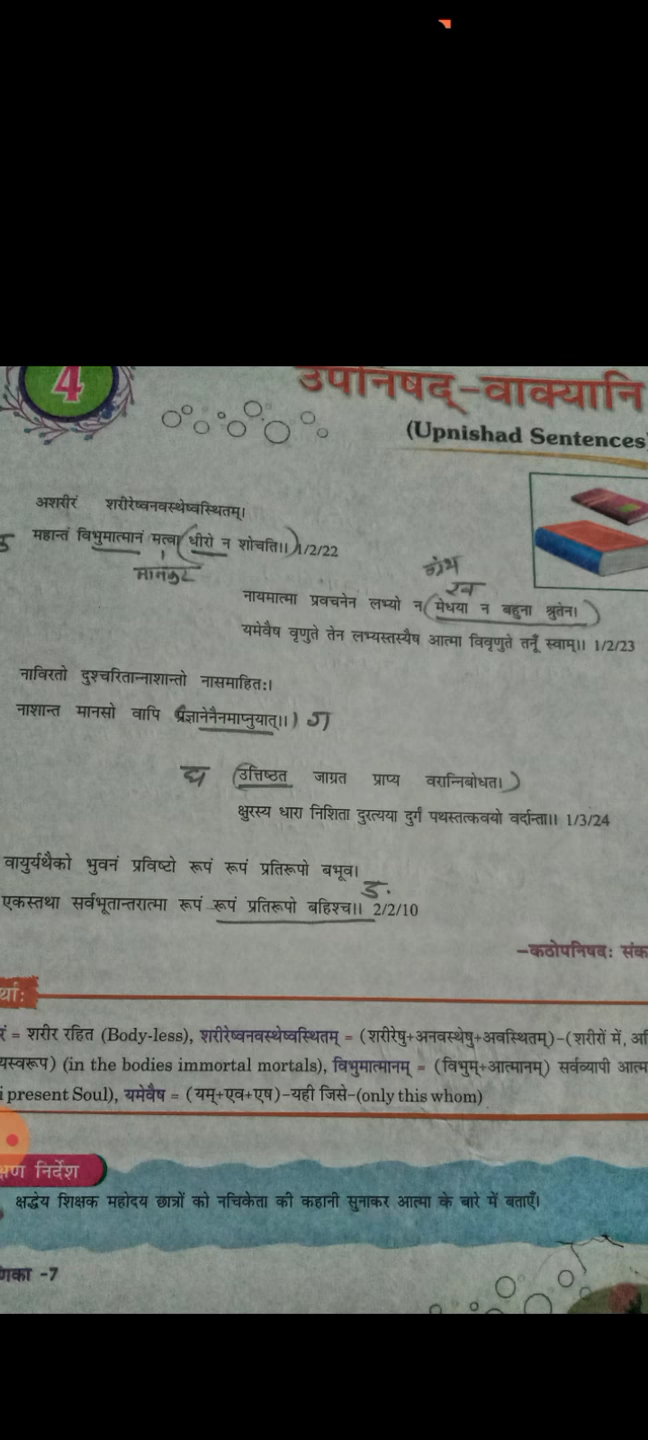 4
उपनिषद्-वाक्यानि
(Upnishad Sentences)
अशरीरं शरीरेष्वनवस्थेष्वस्थितम्।
महान्तं विभुमात्मानं मत्वा (धीरो न शोचति।।) 1/2/22
मानकर
नायमात्मा प्रवचनेन लभ्यो न (मेधया न बहुना श्रुतेन।)
यमेवैष वृणुते तेन लभ्यस्तस्यैष आत्मा विवृणुते तनूँ स्वाम्।। 1/2/23
नाविरतो दुश्चरितान्नाशान्तो नासमाहितः।
नाशान्त मानसो वापि (प्रज्ञानेनैनमाप्नुयात्।।)
(उत्तिष्ठत जाग्रत प्राप्य वरान्निबोधत।)
क्षुरस्य धारा निशिता दुरत्यया दुर्गं पथस्तत्कवयो वर्दान्ता।। 1/3/24
वायुर्यथैको भुवनं प्रविष्टो रूपं रूपं प्रतिरूपो बभूव।
ड.
एकस्तथा सर्वभूतान्तरात्मा रूपं रूपं प्रतिरूपो बहिश्च।। 2/2/10
–कठोपनिषदः संक
र्थाः
रं = शरीर रहित (Body-less), शरीरेष्वनवस्थेष्वस्थितम् = (शरीरेषु+अनवस्थेषु+अवस्थितम्)–(शरीरों में, अनि
यस्वरूप) (in the bodies immortal mortals), विभुमात्मानम् = (विभुम्+आत्मानम्) सर्वव्यापी आत्म
i present Soul), यमेवैष = (यम्+एव+एष)–यही जिसे–(only this whom)
क्षण निर्देश
क्षद्धेय शिक्षक महोदय छात्रों को नचिकेता की कहानी सुनाकर आत्मा के बारे में बताएँ।
णिका -7